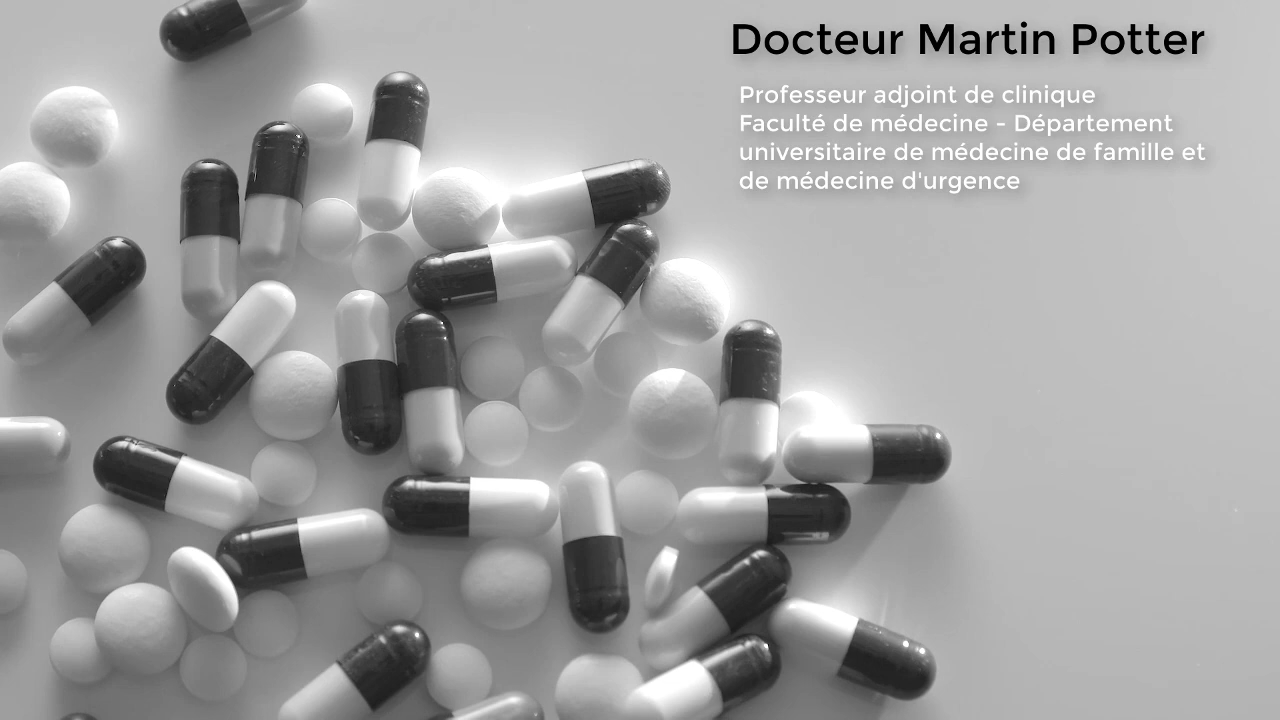 Docteur Martin Potter
Professeur adjoint de clinique
Faculté de médecine - Département
universitaire de médecine de famille et
de médecine d'urgence